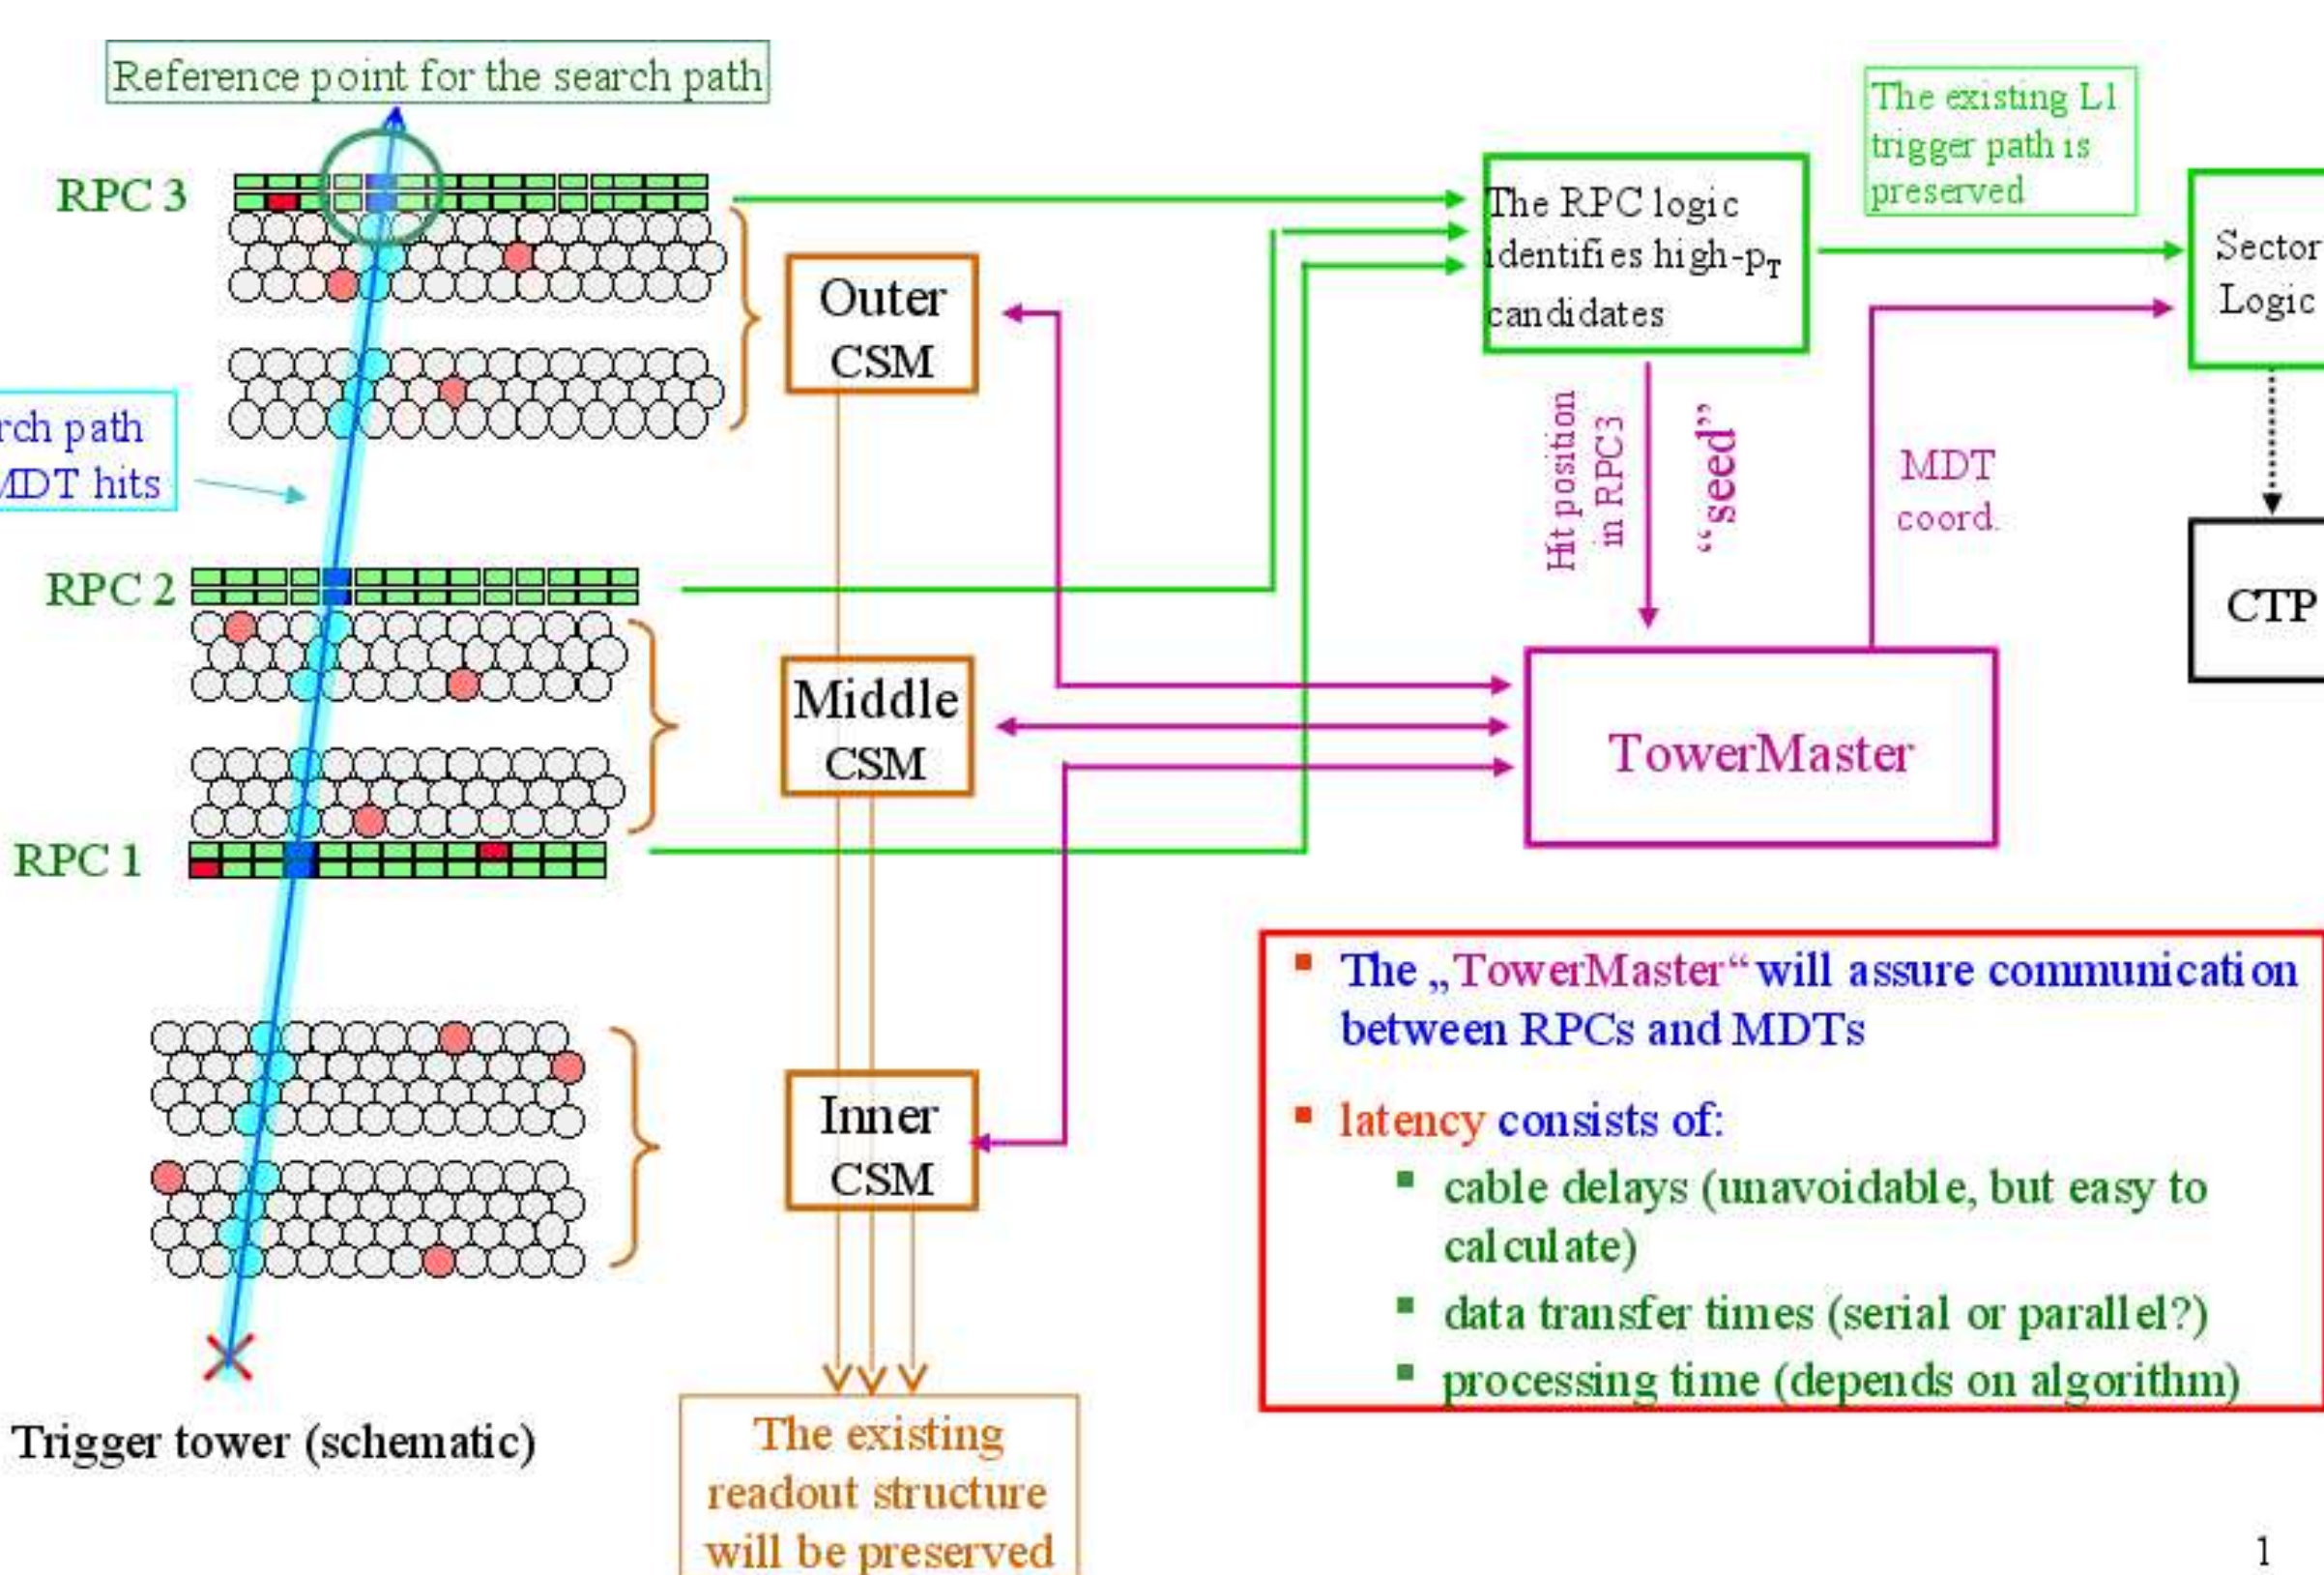 Reference point for the search path
The existing L1
trigger path is
preserved
RPC 3
The RPC logic
identifies high-pT
candidates
Sector
Logic
Outer
CSM
path
MDT hits
Hit position
in RPC3
“seed”
MDT
coord.
CTP
RPC 2
Middle
CSM
TowerMaster
RPC 1
Inner
CSM
▪ The „TowerMaster“ will assure communication
between RPCs and MDTs
▪ latency consists of:
▪ cable delays (unavoidable, but easy to
calculate)
▪ data transfer times (serial or parallel?)
▪ processing time (depends on algorithm)
Trigger tower (schematic)
The existing
readout structure
will be preserved
1